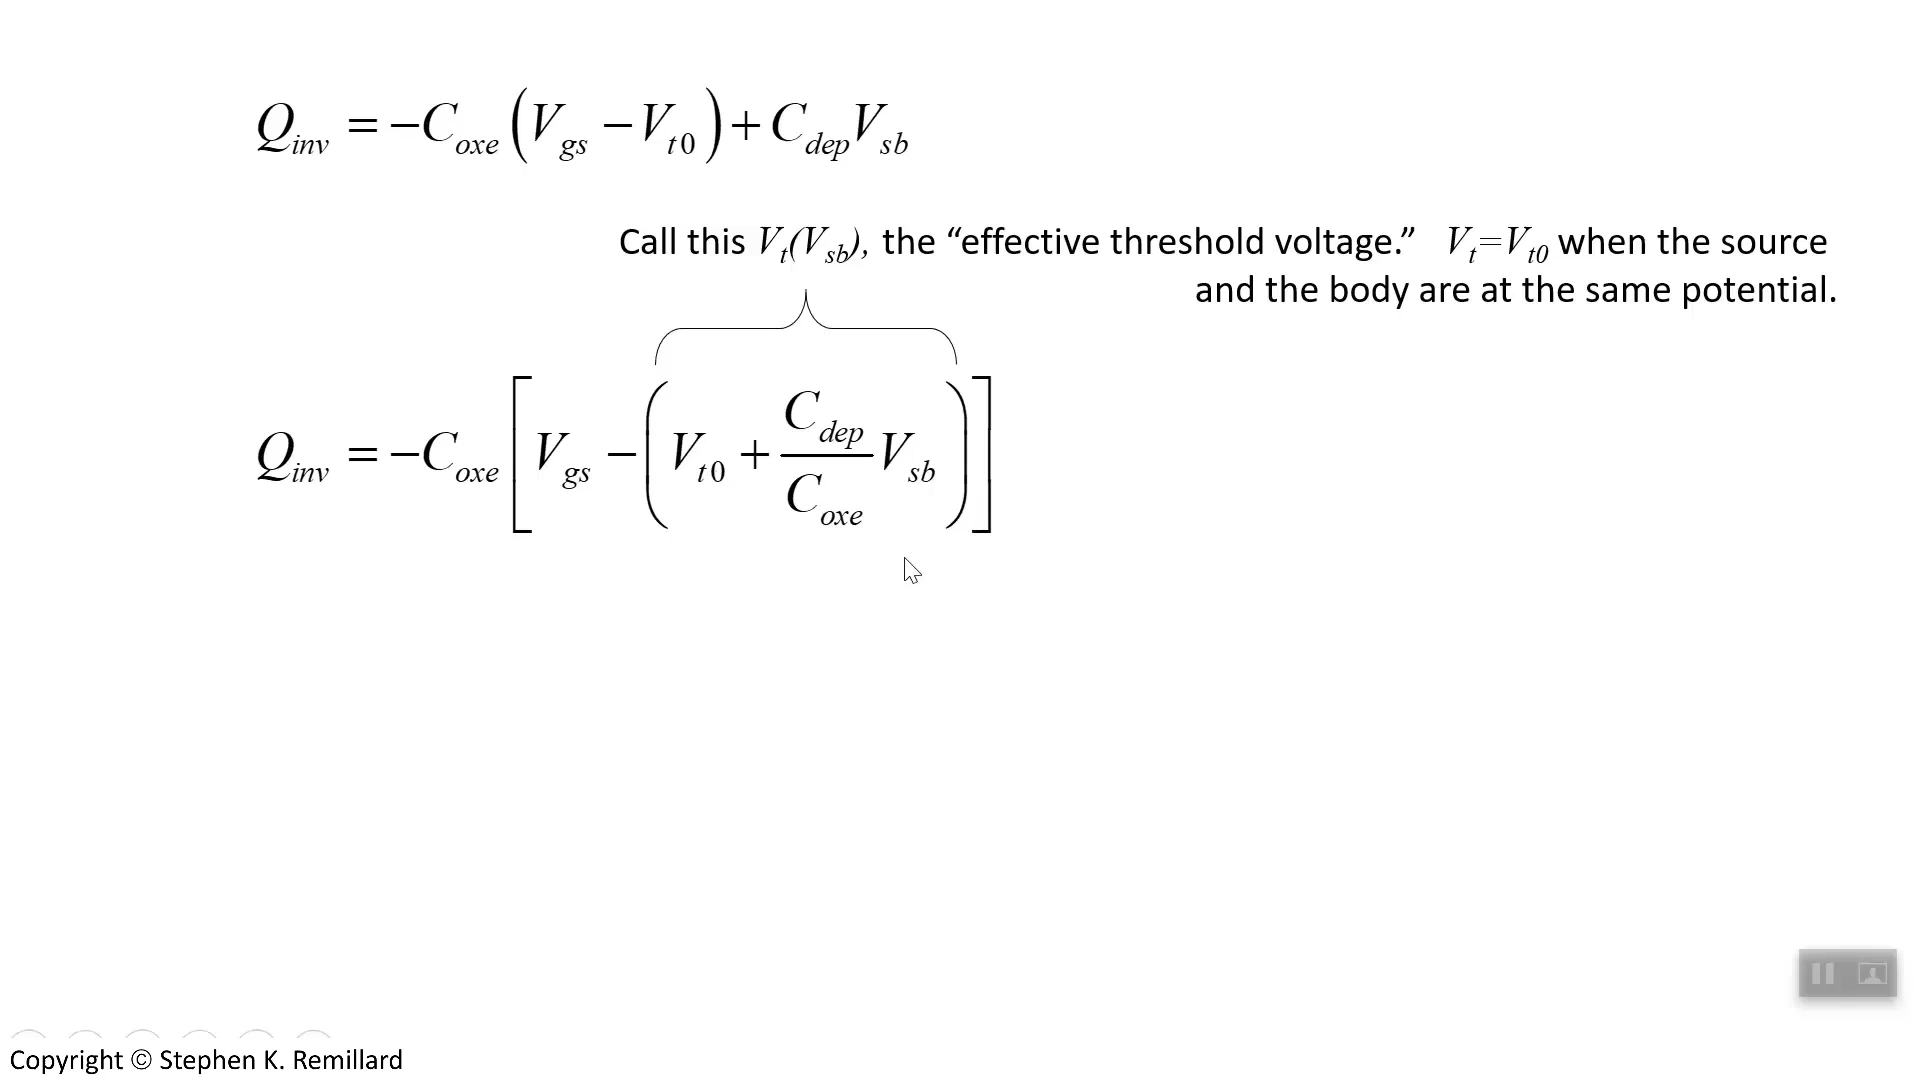 Q_inv = −C_oxe (V_gs − V_t0) + C_dep V_sb
Call this V_t(V_sb), the “effective threshold voltage.” V_t=V_t0 when the source
and the body are at the same potential.
Q_inv = −C_oxe [V_gs − (V_t0 + C_dep/C_oxe V_sb)]
Copyright © Stephen K. Remillard